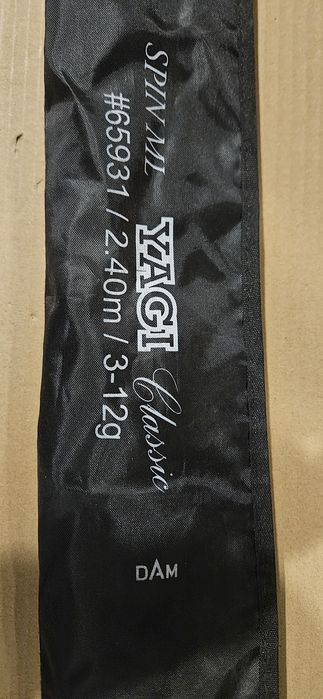 SPIN ML YAGI Classic
#65931 / 2.40m / 3-12g
DAM